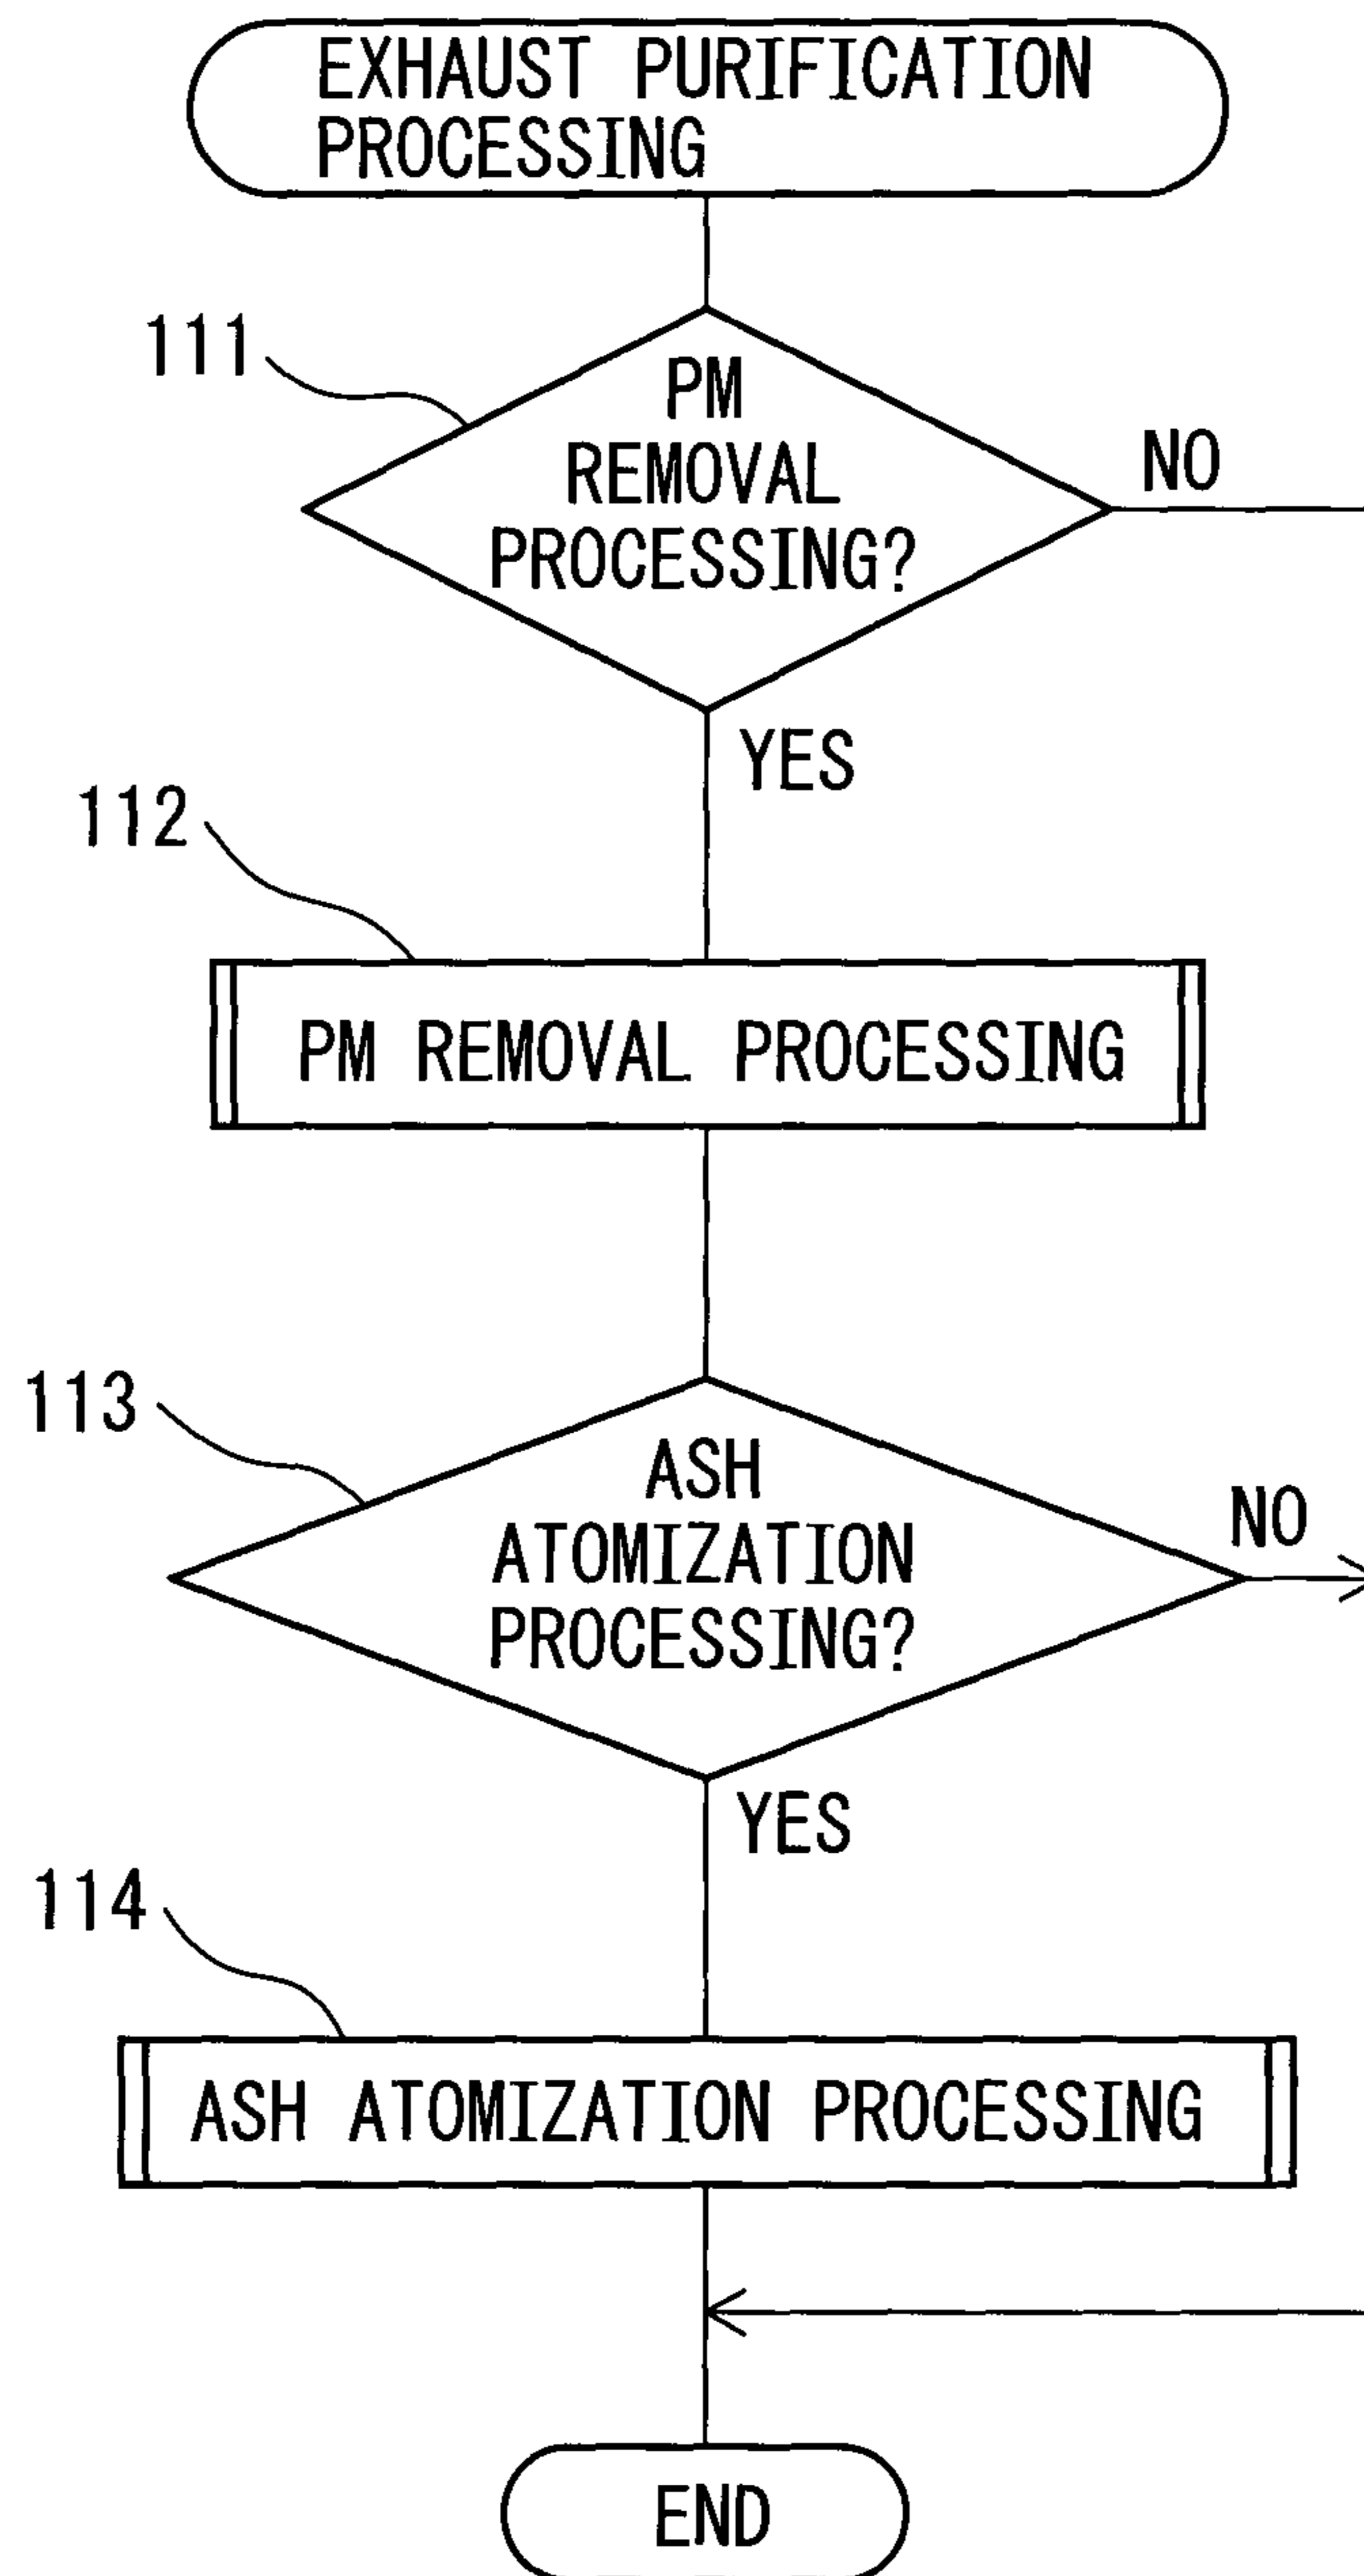 EXHAUST PURIFICATION
PROCESSING
111
PM
REMOVAL
PROCESSING?
NO
YES
112
PM REMOVAL PROCESSING
113
ASH
ATOMIZATION
PROCESSING?
NO
YES
114
ASH ATOMIZATION PROCESSING
END